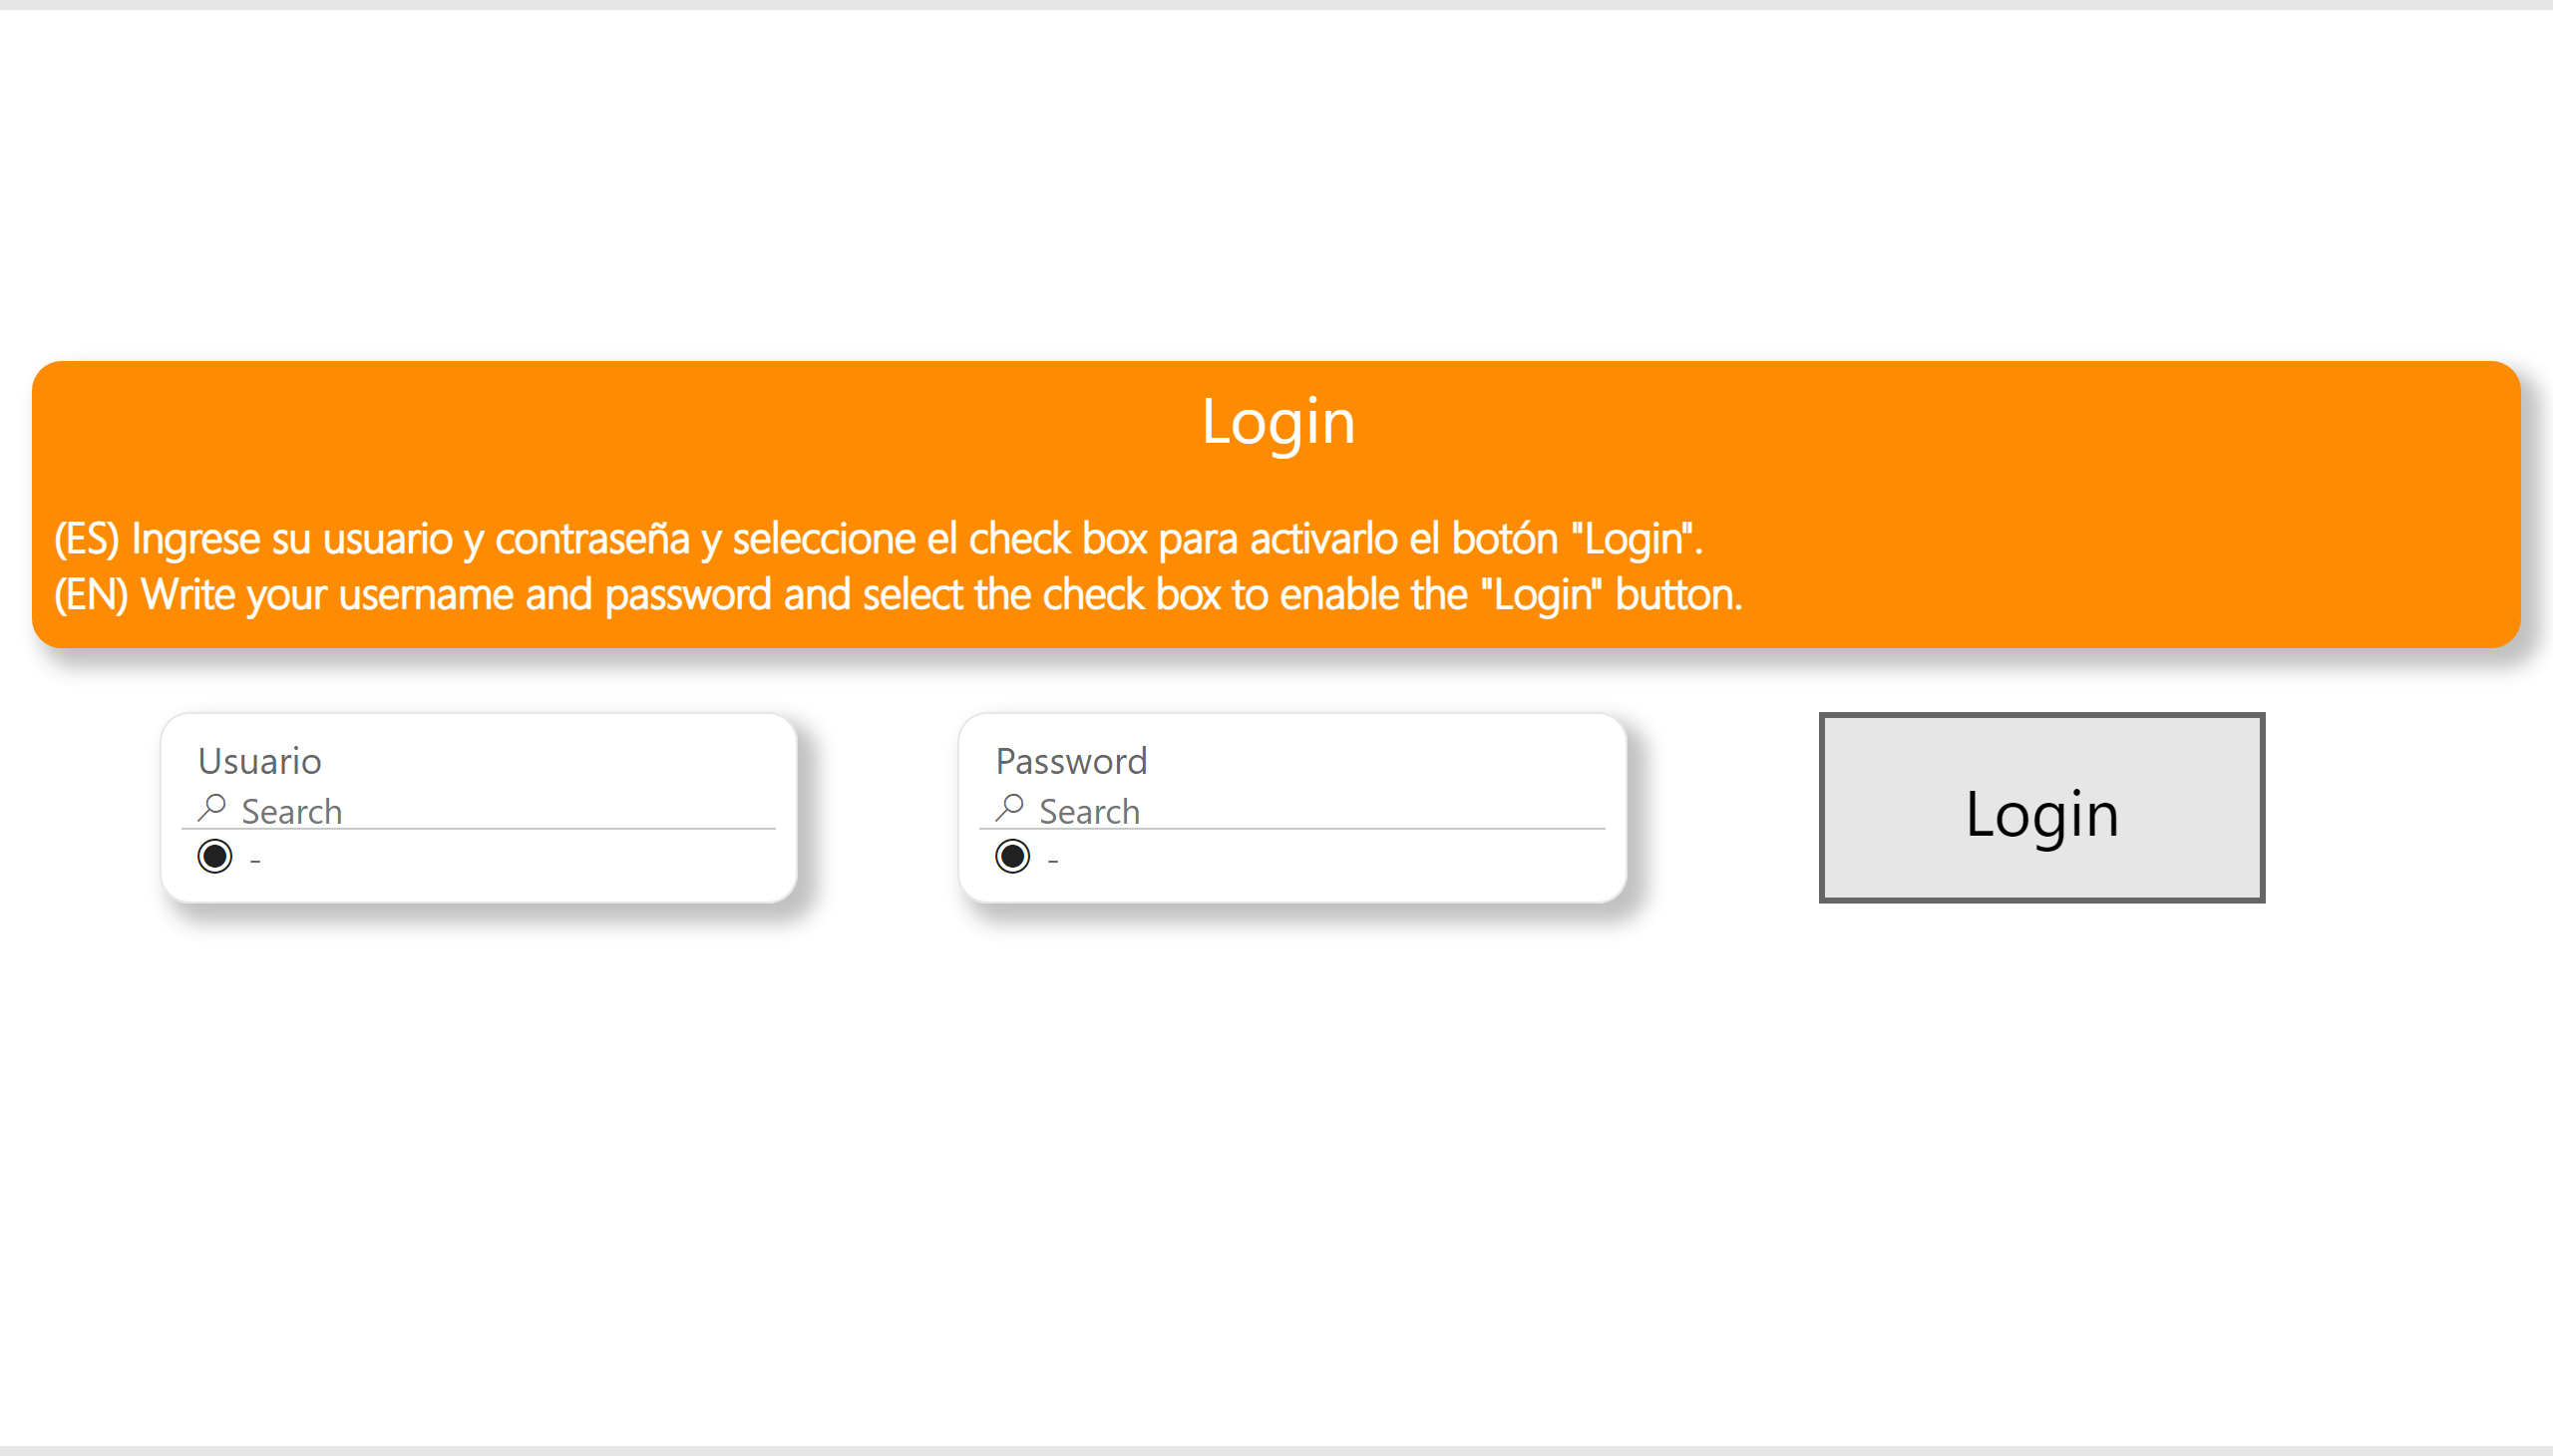 Login
(ES) Ingrese su usuario y contraseña y seleccione el check box para activarlo el botón "Login".
(EN) Write your username and password and select the check box to enable the "Login" button.
Usuario
Search
-
Password
Search
-
Login